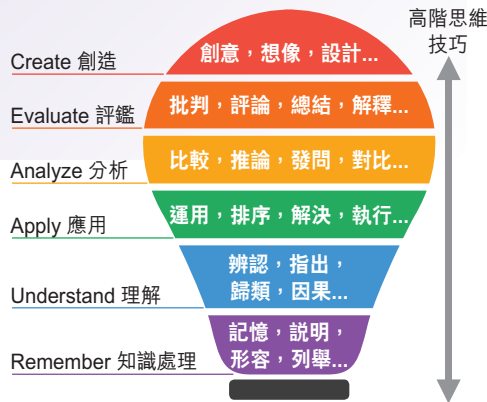 高階思維
技巧
Create 創造
創意，想像，設計...
Evaluate 評鑑
批判，評論，總結，解釋...
Analyze 分析
比較，推論，發問，對比...
Apply 應用
運用，排序，解決，執行...
Understand 理解
辨認，指出，
歸類，因果...
Remember 知識處理
記憶，説明，
形容，列舉...